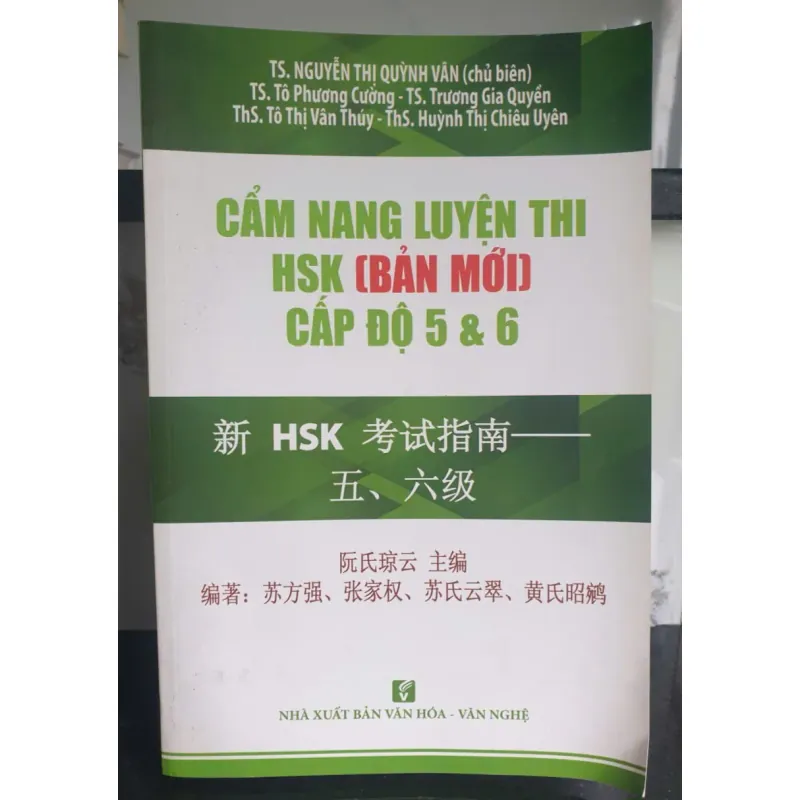 TS. NGUYỄN THỊ QUỲNH VÂN (chủ biên)
TS. Tô Phương Cường - TS. Trương Gia Quyền
ThS. Tô Thị Vân Thúy - ThS. Huỳnh Thị Chiêu Uyên
CẨM NANG LUYỆN THI
HSK (BẢN MỚI)
CẤP ĐỘ 5 & 6
新 HSK 考试指南——
五、六级
阮氏琼云 主编
编著：苏方强、张家权、苏氏云翠、黄氏昭鹓
NHÀ XUẤT BẢN VĂN HÓA - VĂN NGHỆ